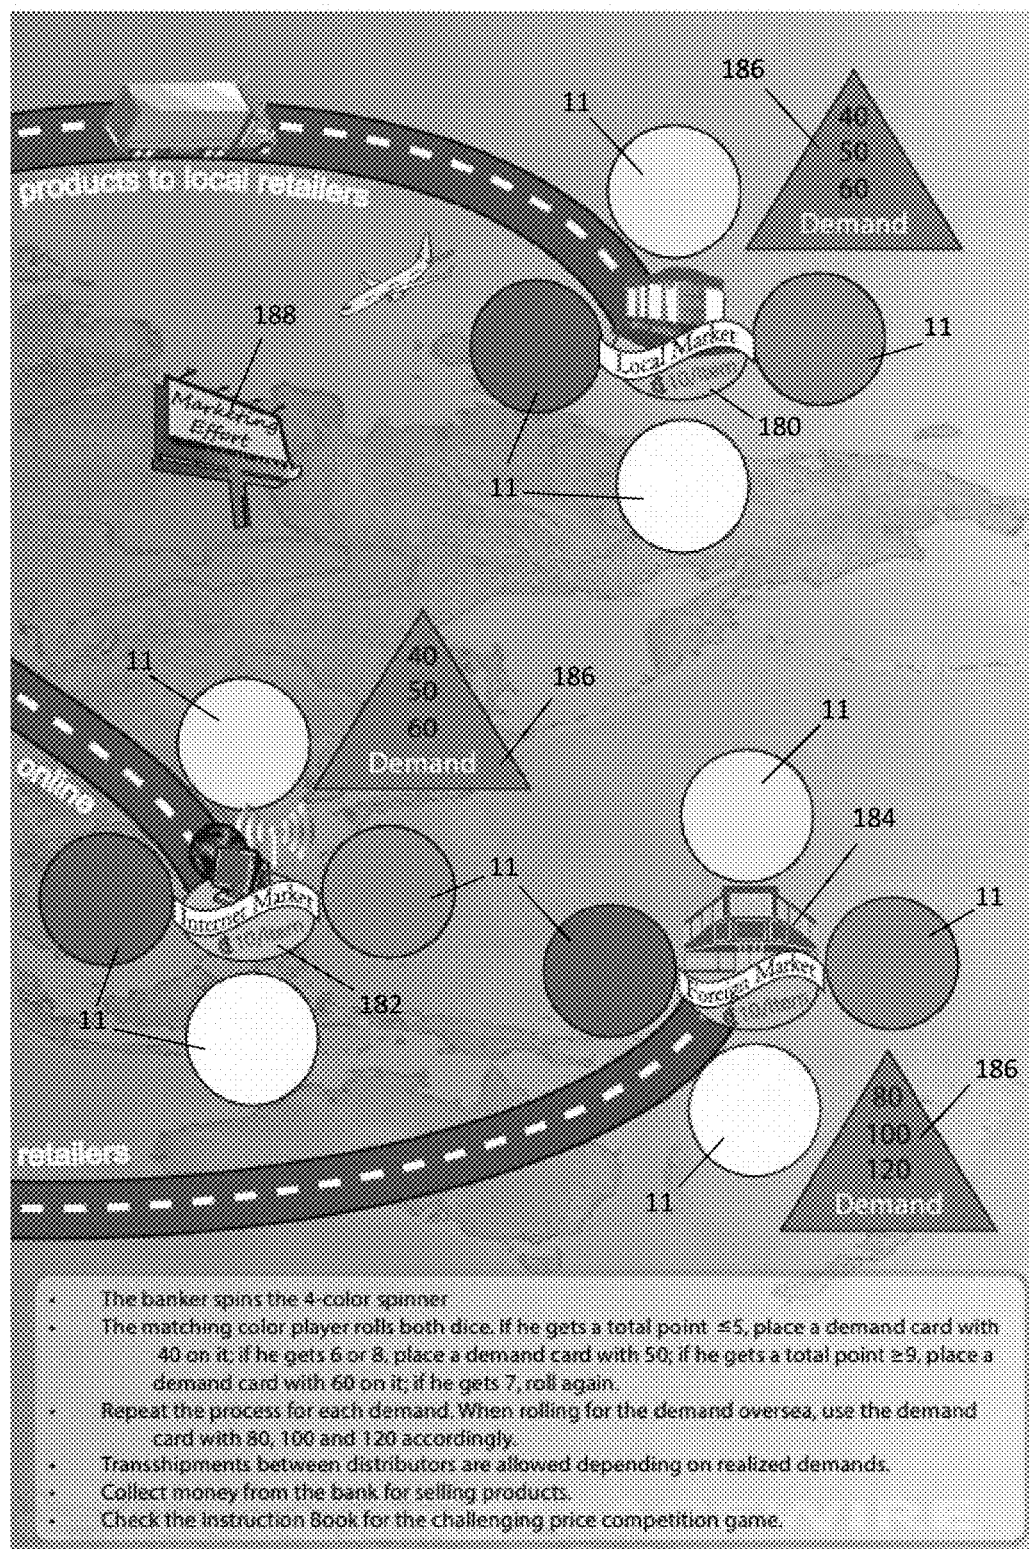 186
11
40
50
60
Demand
products to local retailers
188
11
Local Market
Marketing
Effort
180
11
11
40
50
60
Demand
186
11
online
184
11
11
Internet Market
Foreign Market
182
11
186
80
100
120
Demand
retailers
11
• The banker spins the 4-color spinner
• The matching color player rolls both dice. If he gets a total point ≤5, place a demand card with
40 on it; if he gets 6 or 8, place a demand card with 50; if he gets a total point ≥9, place a
demand card with 60 on it; if he gets 7, roll again.
• Repeat the process for each demand. When rolling for the demand oversea, use the demand
card with 80, 100 and 120 accordingly.
• Transshipments between distributors are allowed depending on realized demands.
• Collect money from the bank for selling products.
• Check the Instruction Book for the challenging price competition game.